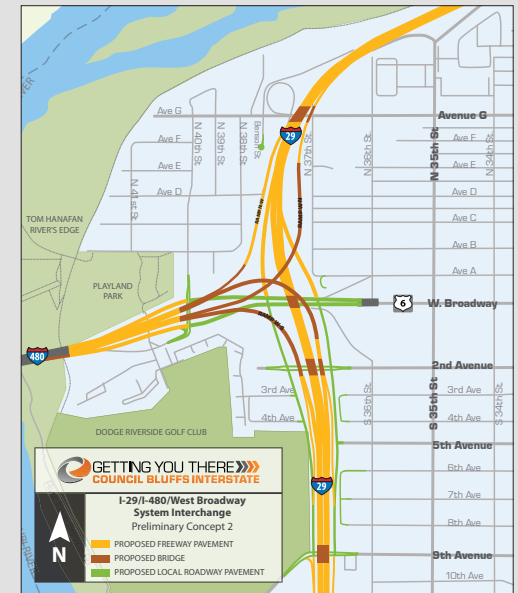 VER
Ave G
Avenue G
29
Ave F
Ave F
N 40th St.
N 39th St.
N 38th St.
Benson St.
N 37th St.
N 36th St.
N 35th St
N 34th St.
Ave E
Ave E
Ave D
Ave D
N 41st St.
Ave C
TOM HANAFAN
RIVER'S EDGE
Ave B
Ave A
PLAYLAND
PARK
6
W. Broadway
480
2nd Avenue
3rd Ave
3rd Ave
S 36th St.
S 35th St
S 34th St.
4th Ave
4th Ave
DODGE RIVERSIDE GOLF CLUB
5th Avenue
6th Ave
29
7th Ave
8th Ave
9th Avenue
10th Ave
GETTING YOU THERE
COUNCIL BLUFFS INTERSTATE
I-29/I-480/West Broadway
System Interchange
Preliminary Concept 2
N
PROPOSED FREEWAY PAVEMENT
PROPOSED BRIDGE
PROPOSED LOCAL ROADWAY PAVEMENT